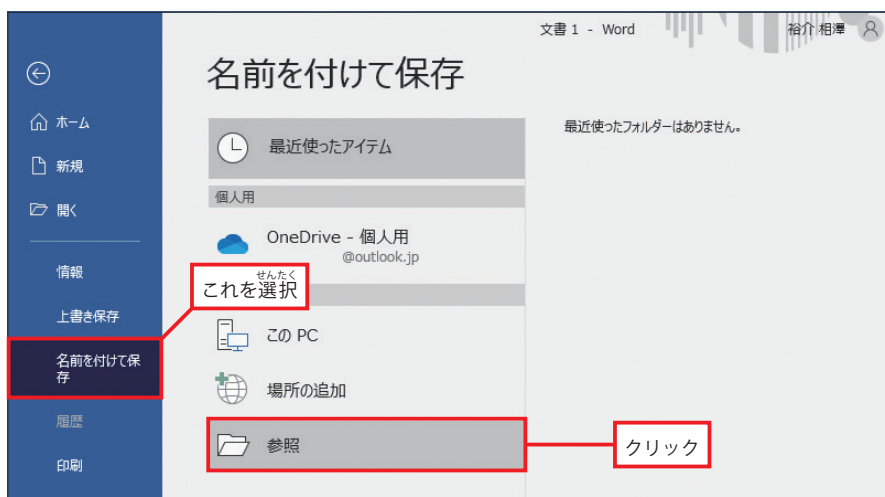 文書 1 - Word
裕介 相澤
名前を付けて保存
ホーム
新規
開く
情報
上書き保存
名前を付けて保
存
履歴
印刷
最近使ったアイテム
個人用
OneDrive - 個人用
@outlook.jp
せんたく
これを選択
この PC
場所の追加
参照
クリック
最近使ったフォルダーはありません。